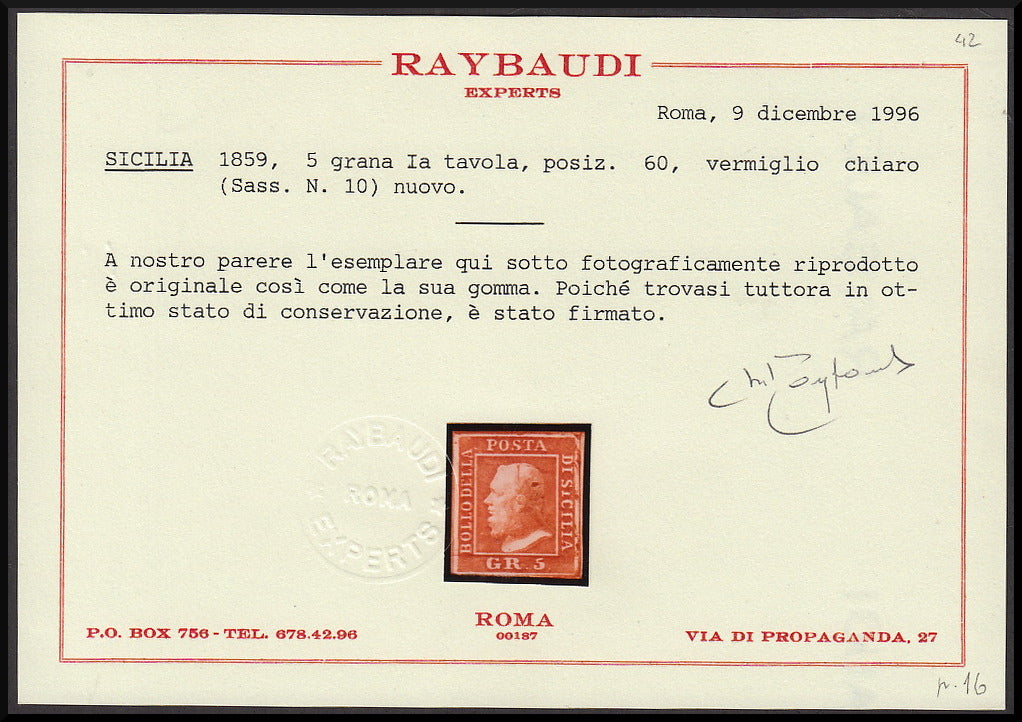 42
RAYBAUDI
EXPERTS
Roma, 9 dicembre 1996
SICILIA 1859, 5 grana Ia tavola, posiz. 60, vermiglio chiaro
(Sass. N. 10) nuovo.
A nostro parere l'esemplare qui sotto fotograficamente riprodotto
è originale così come la sua gomma. Poiché trovasi tuttora in ot-
timo stato di conservazione, è stato firmato.
RAYBAUDI
ROMA
EXPERTS
POSTA
BOLLO DELLA
DI SICILIA
GR. 5
ROMA
00187
P.O. BOX 756 - TEL. 678.42.96
VIA DI PROPAGANDA, 27